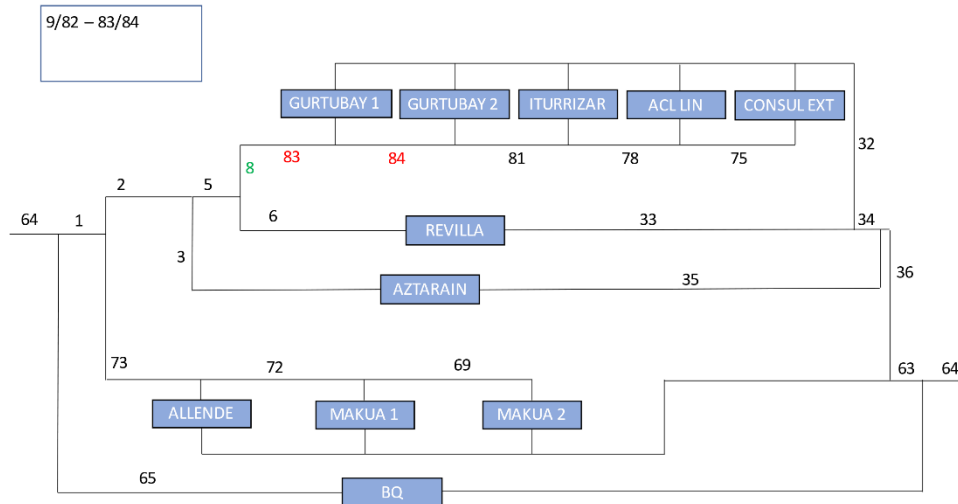 9/82 – 83/84
GURTUBAY 1
GURTUBAY 2
ITURRIZAR
ACL LIN
CONSUL EXT
32
83
84
81
78
75
8
2
5
64
1
6
REVILLA
33
34
3
AZTARAIN
35
36
73
72
69
63
64
ALLENDE
MAKUA 1
MAKUA 2
65
BQ